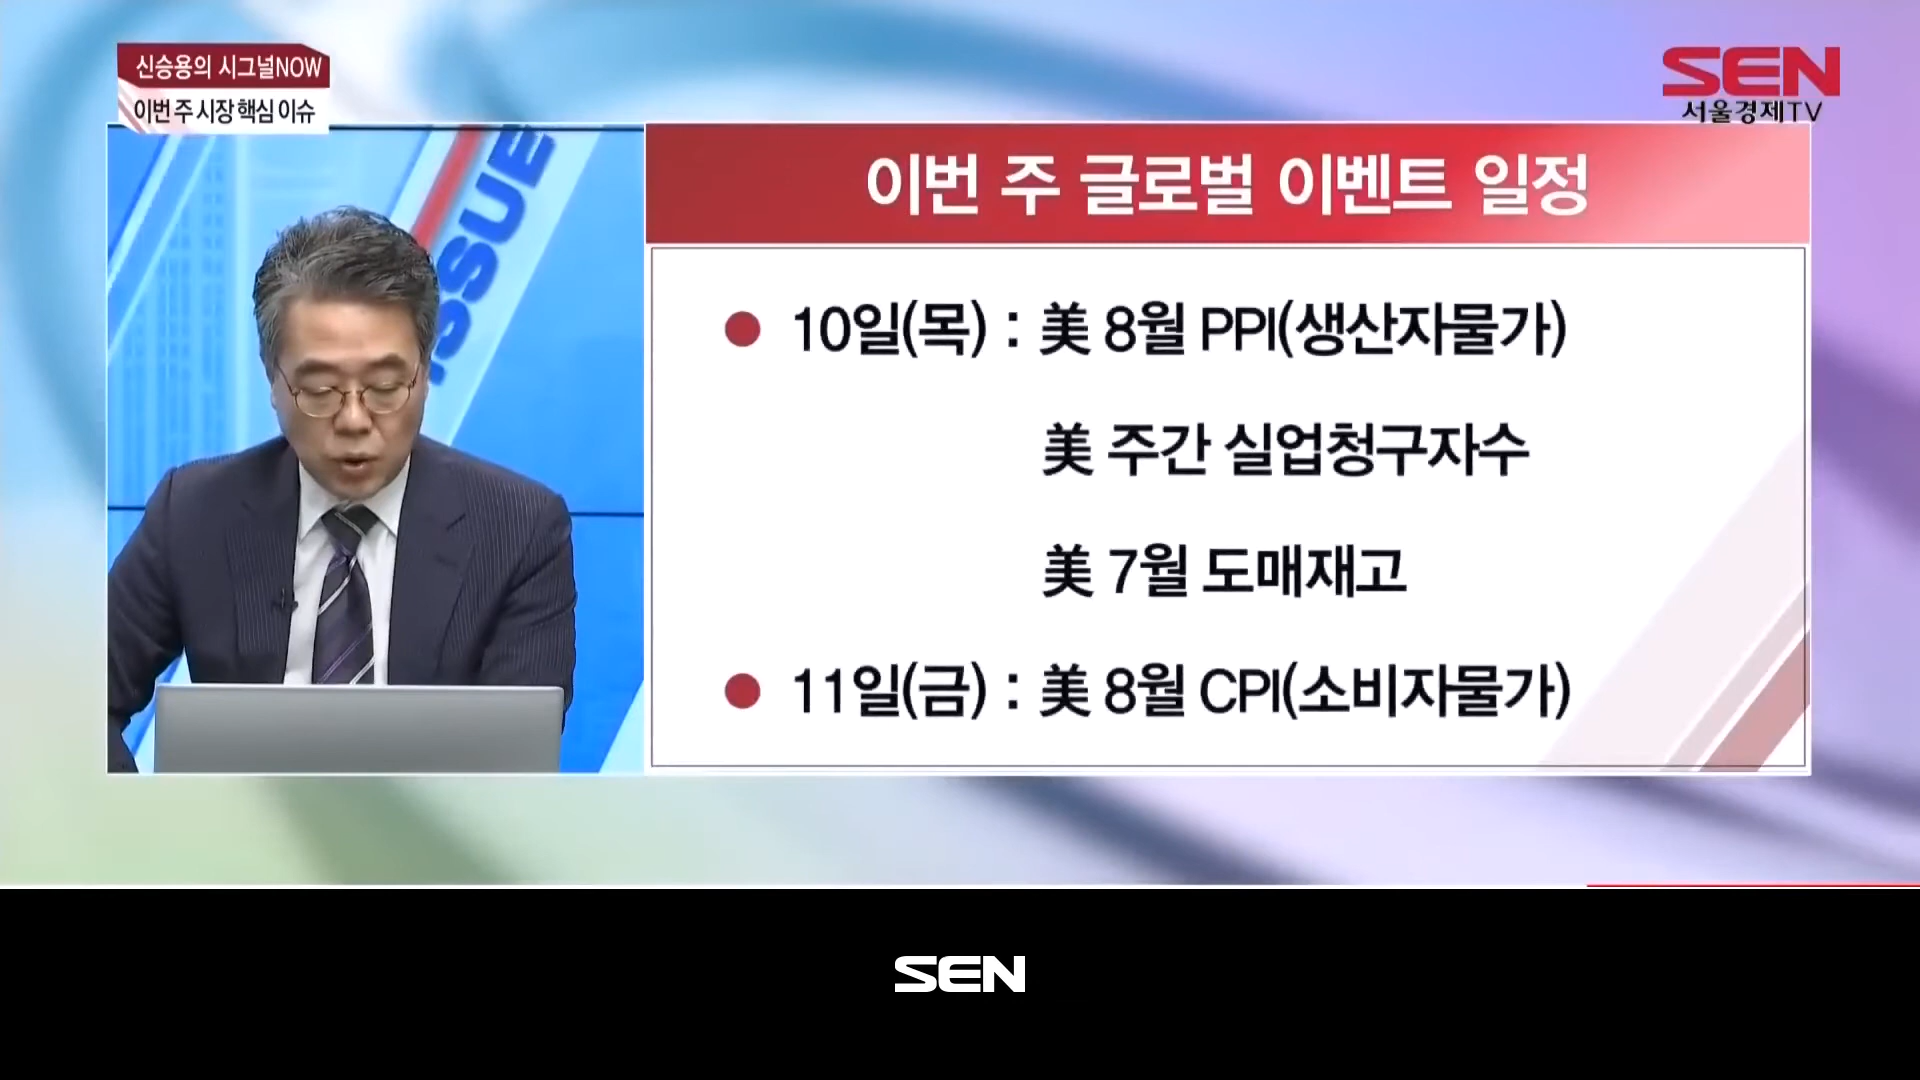 신승용의 시그널NOW
이번 주 시장 핵심 이슈
SEN
서울경제TV
ISSUE
ISSUE
이번 주 글로벌 이벤트 일정
10일(목) : 美 8월 PPI(생산자물가)
美 주간 실업청구자수
美 7월 도매재고
11일(금) : 美 8월 CPI(소비자물가)
SEN